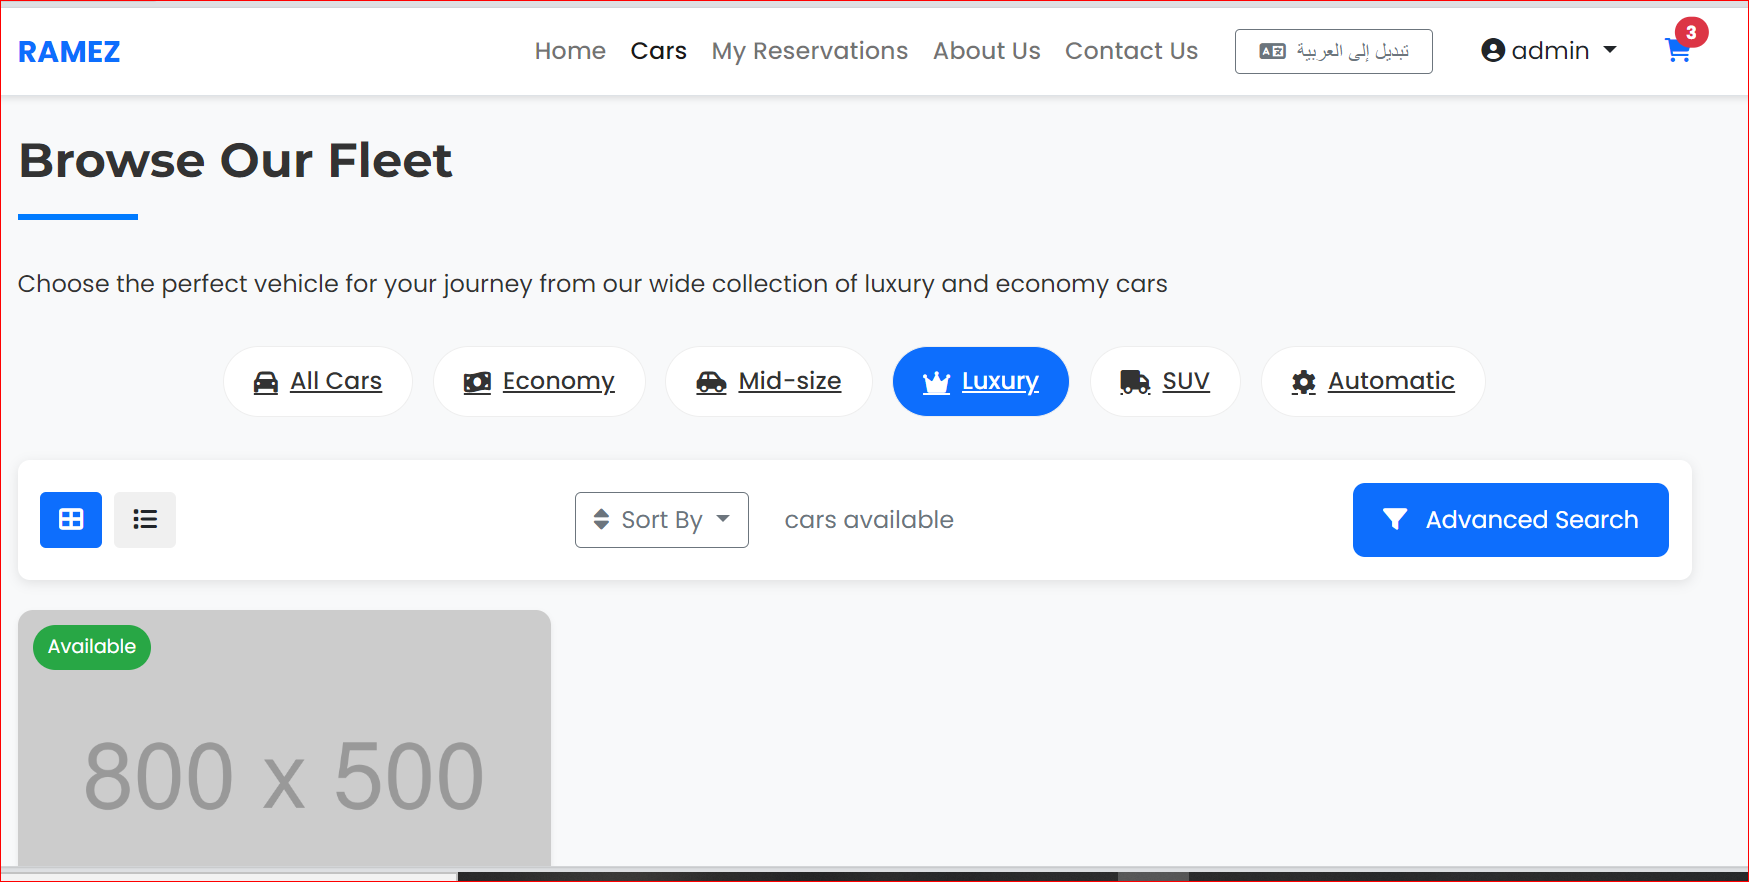 RAMEZ
Home Cars My Reservations About Us Contact Us تبديل إلى العربية admin 3
Browse Our Fleet
Choose the perfect vehicle for your journey from our wide collection of luxury and economy cars
All Cars Economy Mid-size Luxury SUV Automatic
Sort By cars available Advanced Search
Available
800 x 500